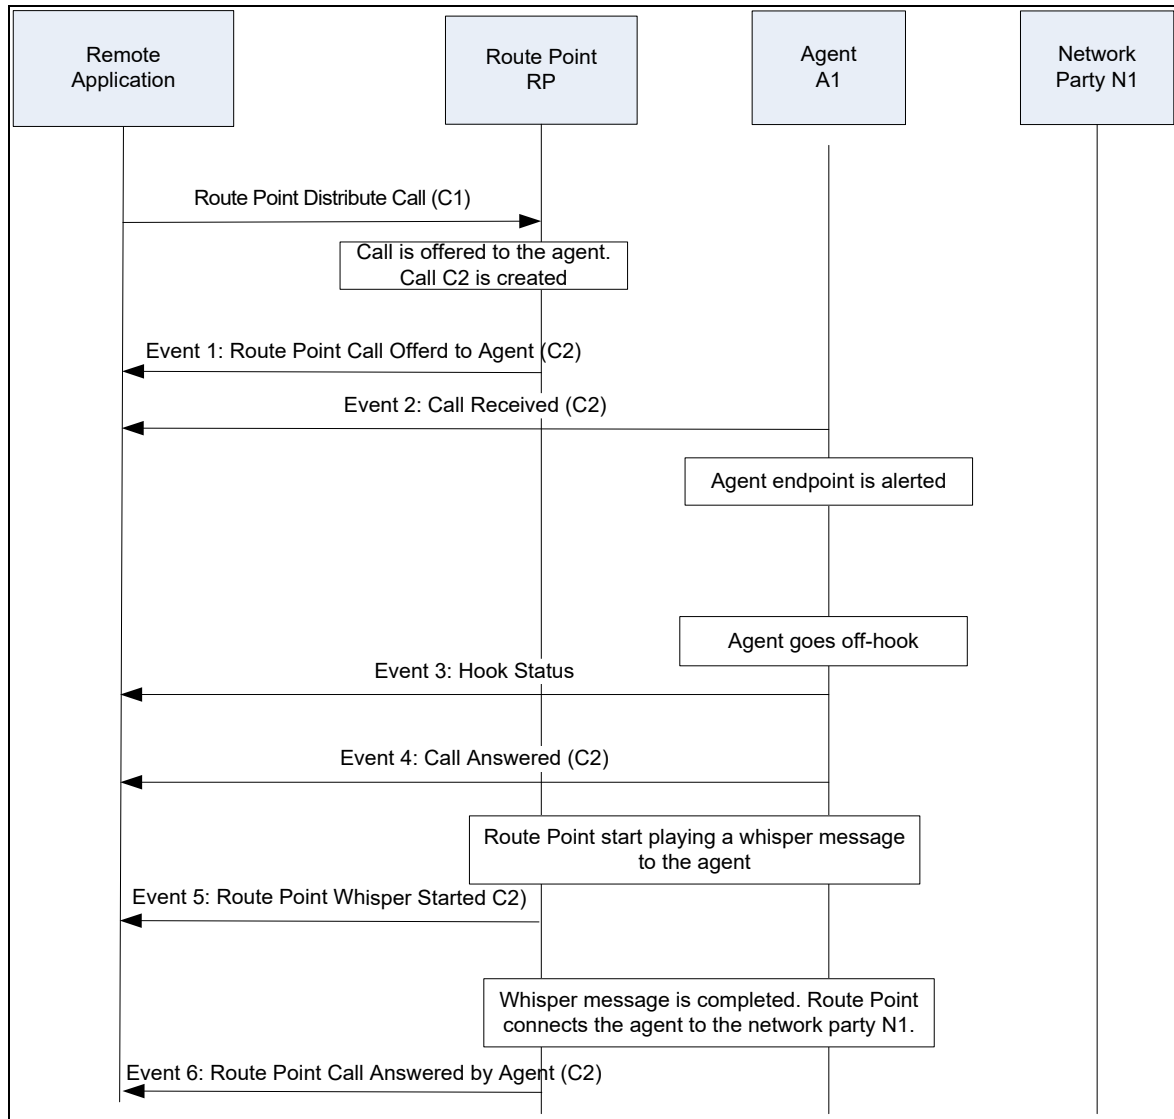 Remote
Application
Route Point
RP
Agent
A1
Network
Party N1
Route Point Distribute Call (C1)
Call is offered to the agent.
Call C2 is created
Event 1: Route Point Call Offerd to Agent (C2)
Event 2: Call Received (C2)
Agent endpoint is alerted
Agent goes off-hook
Event 3: Hook Status
Event 4: Call Answered (C2)
Route Point start playing a whisper message
to the agent
Event 5: Route Point Whisper Started C2)
Whisper message is completed. Route Point
connects the agent to the network party N1.
Event 6: Route Point Call Answered by Agent (C2)